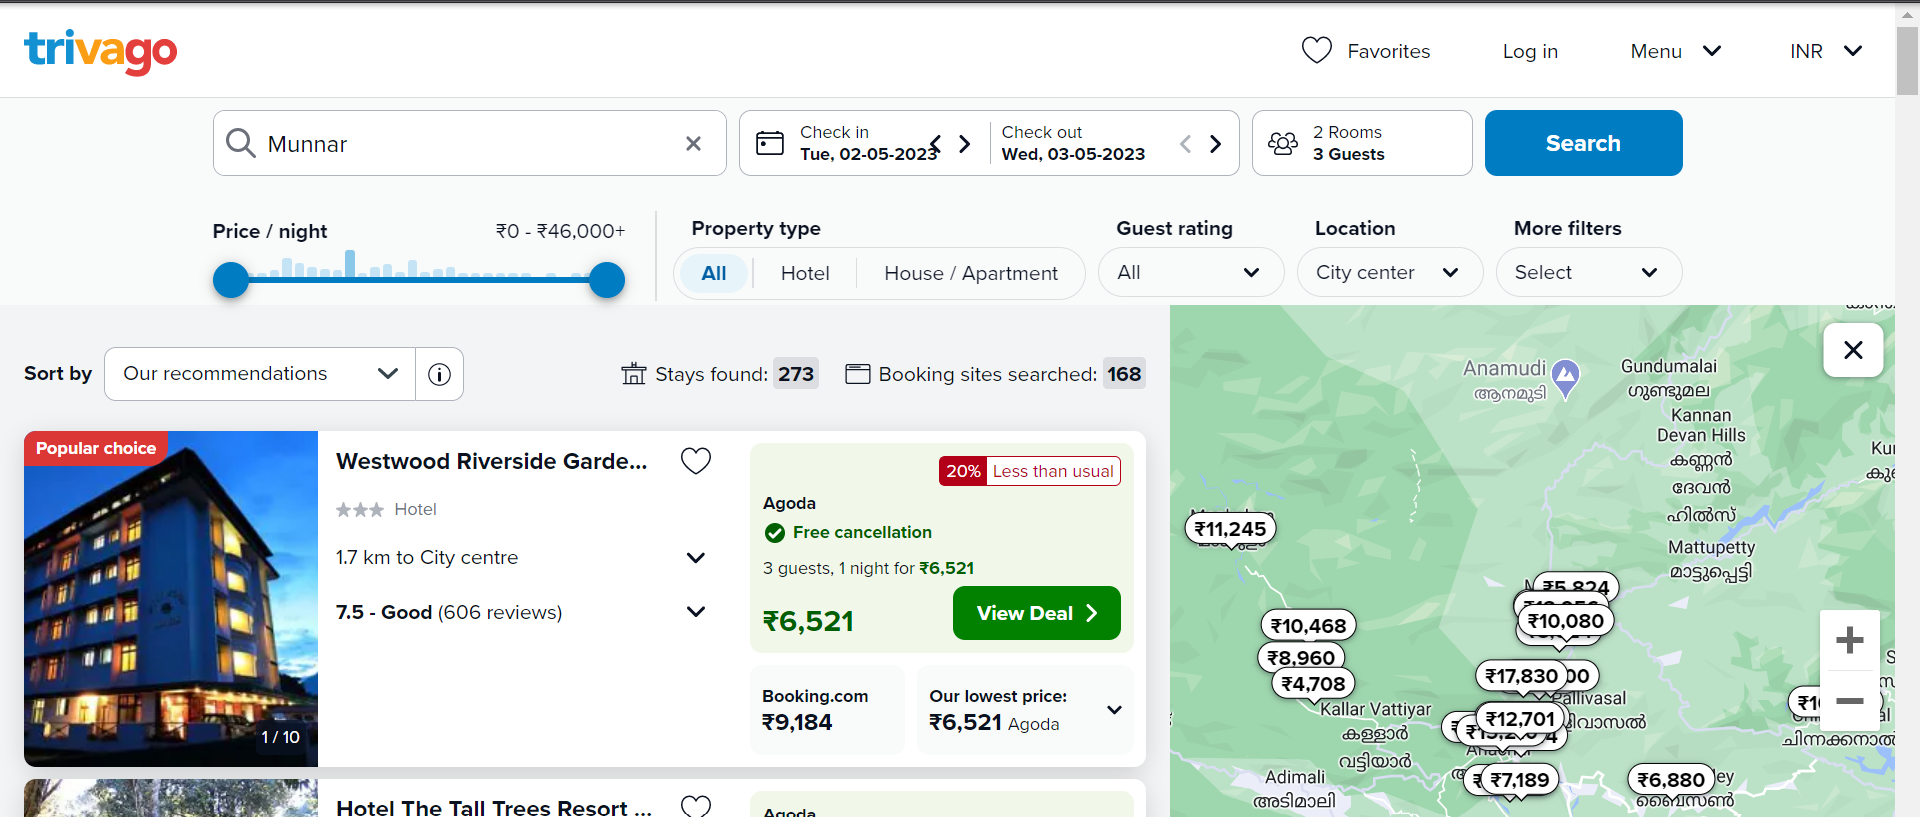 trivago
Favorites
Log in
Menu
INR
Munnar
Check in
Tue, 02-05-2023
Check out
Wed, 03-05-2023
2 Rooms
3 Guests
Search
Price / night
₹0 - ₹46,000+
Property type
All
Hotel
House / Apartment
Guest rating
All
Location
City center
More filters
Select
Sort by
Our recommendations
Stays found: 273
Booking sites searched: 168
Popular choice
Westwood Riverside Garde...
Hotel
1.7 km to City centre
7.5 - Good (606 reviews)
1 / 10
20% Less than usual
Agoda
Free cancellation
3 guests, 1 night for ₹6,521
₹6,521
View Deal
Booking.com
₹9,184
Our lowest price:
₹6,521 Agoda
Hotel The Tall Trees Resort ...
Agoda
Anamudi
ആനമുടി
Gundumalai
ഗുണ്ടുമല
Kannan
Devan Hills
കണ്ണൻ
ദേവൻ
ഹിൽസ്
Mattupetty
മാട്ടുപ്പെട്ടി
₹11,245
₹5,824
₹10,080
₹10,468
₹8,960
₹4,708
₹17,830
Pallivasal
Kallar Vattiyar
കല്ലാർ
വട്ടിയാർ
₹12,701
Adimali
അടിമാലി
₹7,189
₹6,880
ബൈസൺ